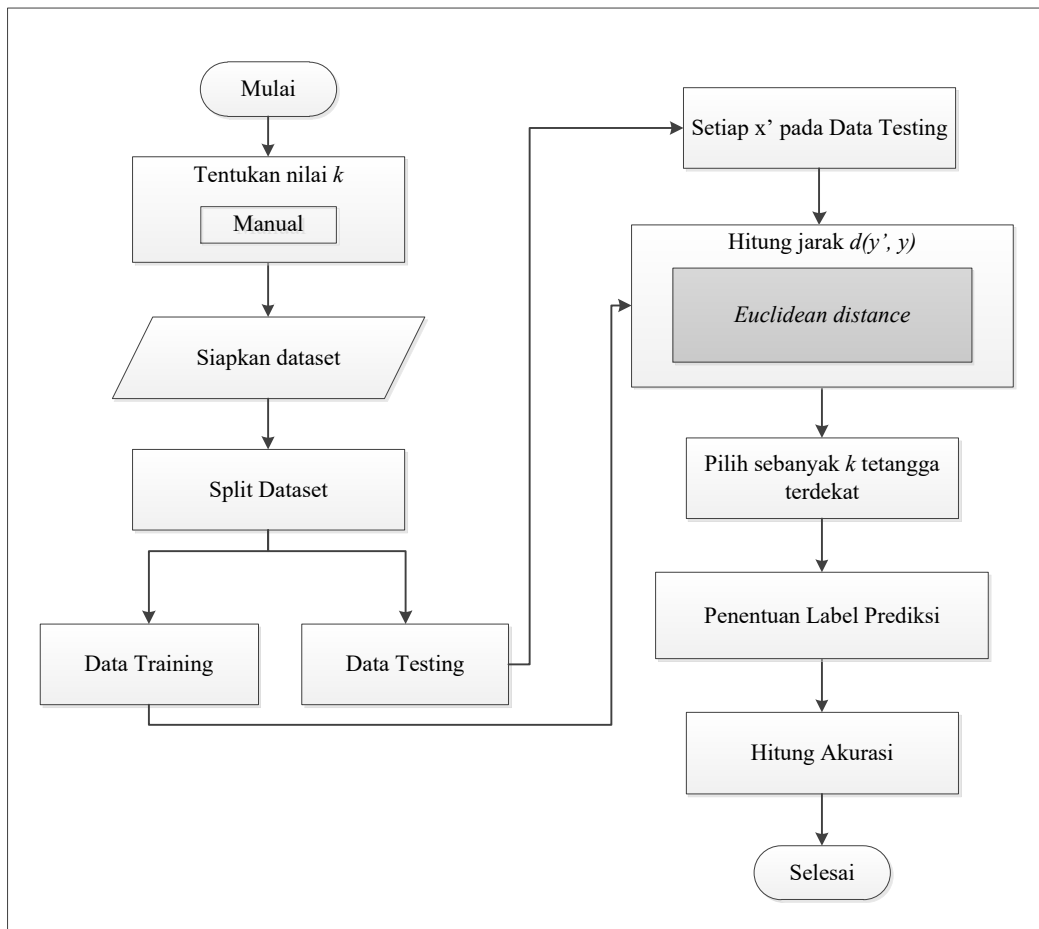 Mulai
Tentukan nilai k
Manual
Siapkan dataset
Split Dataset
Data Training
Data Testing
Setiap x’ pada Data Testing
Hitung jarak d(y’, y)
Euclidean distance
Pilih sebanyak k tetangga
terdekat
Penentuan Label Prediksi
Hitung Akurasi
Selesai